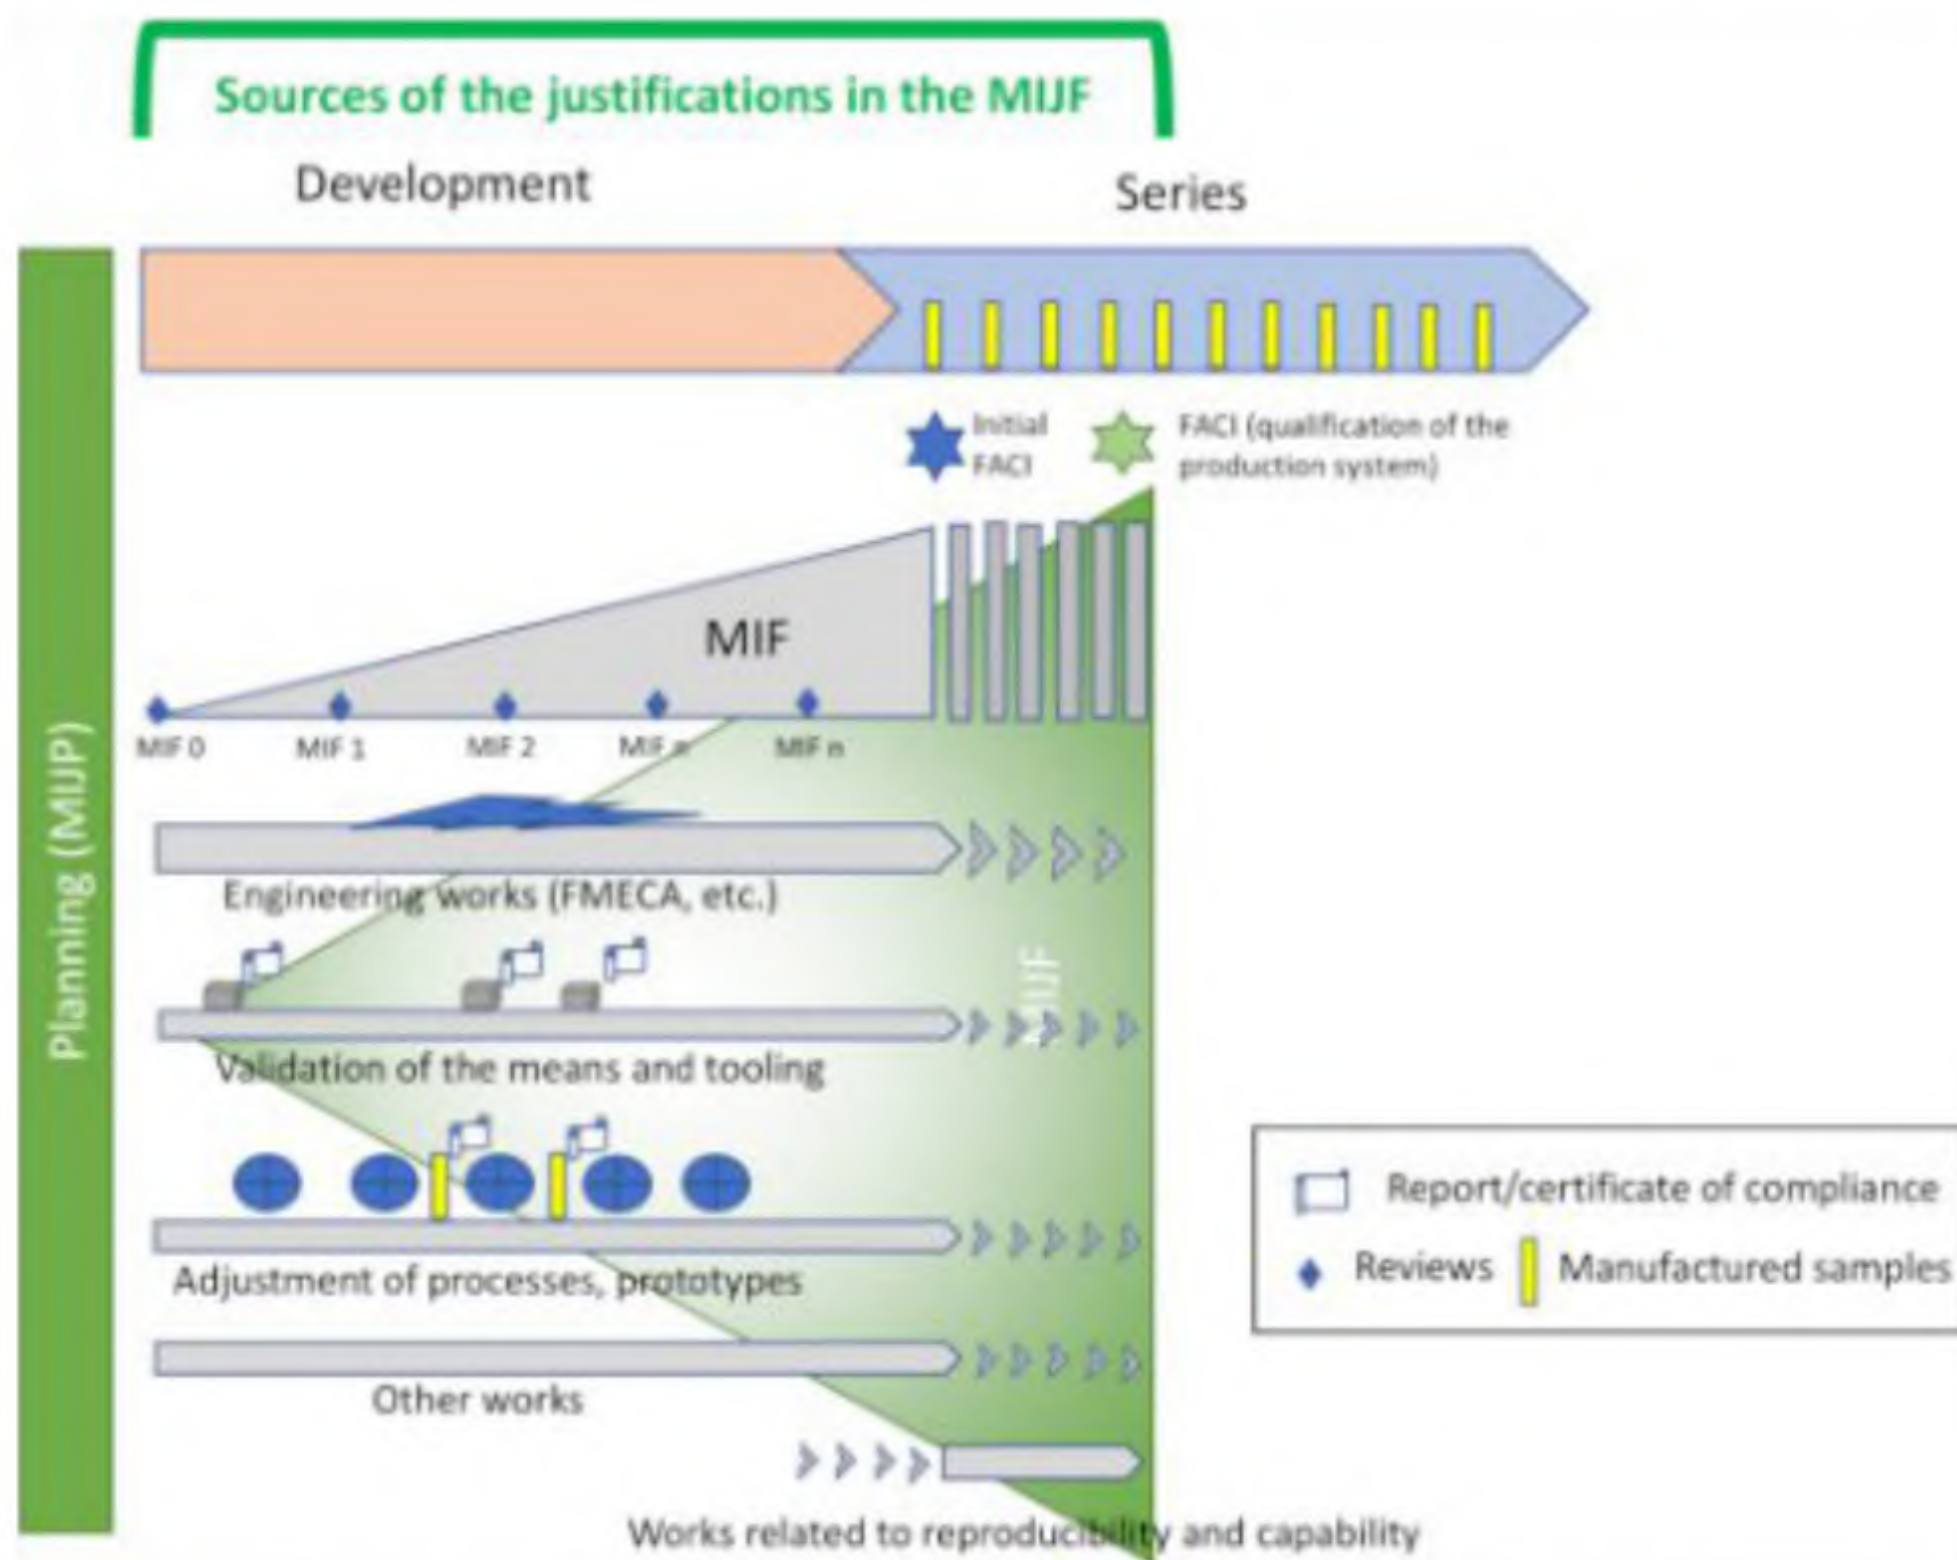 Sources of the justifications in the MIJF
Development
Series
Initial
FACI
FACI (qualification of the
production system)
MIF
MIF 0
MIF 1
MIF 2
MIF n
MIF n
Planning (MIJP)
Engineering works (FMECA, etc.)
MIJF
Validation of the means and tooling
Adjustment of processes, prototypes
Other works
Works related to reproducibility and capability
Report/certificate of compliance
Reviews
Manufactured samples